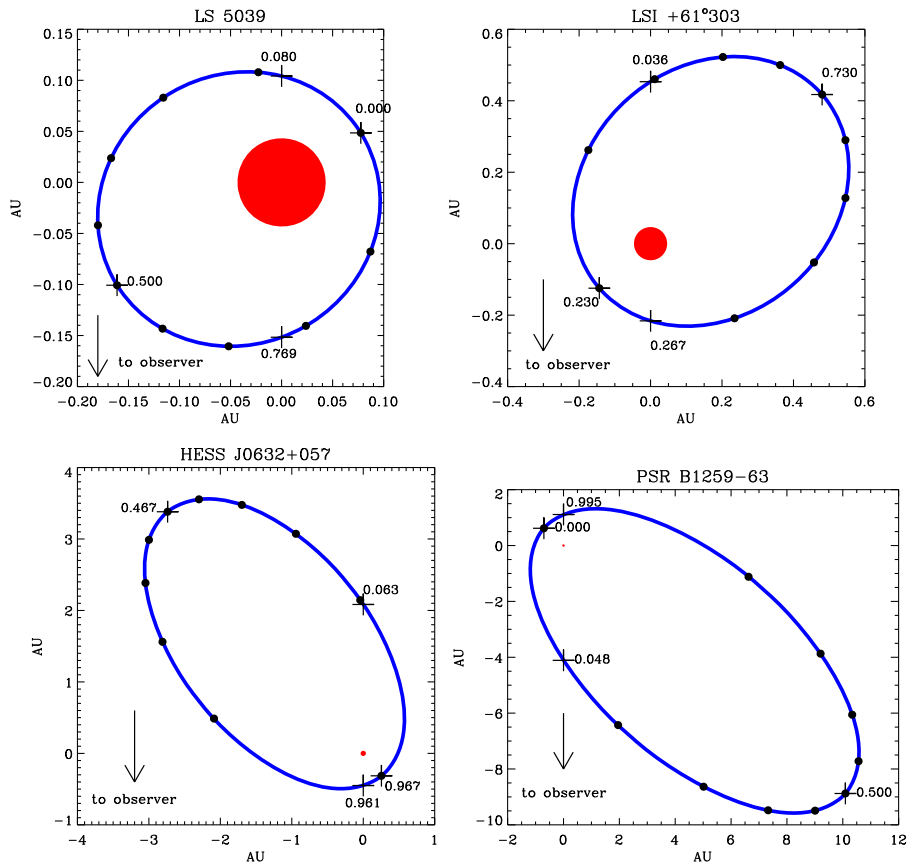 LS 5039
0.15
0.10
0.05
0.00
−0.05
−0.10
−0.15
−0.20
AU
0.080
0.000
0.500
0.769
to observer
−0.20 −0.15 −0.10 −0.05 0.00 0.05 0.10
AU
LSI +61°303
0.6
0.4
0.2
0.0
−0.2
−0.4
AU
0.036
0.730
0.230
0.267
to observer
−0.4 −0.2 0.0 0.2 0.4 0.6
AU
HESS J0632+057
4
3
2
1
0
−1
AU
0.467
0.063
0.967
0.961
to observer
−4 −3 −2 −1 0 1
AU
PSR B1259−63
2
0
−2
−4
−6
−8
−10
AU
0.995
0.000
0.048
0.500
to observer
−2 0 2 4 6 8 10 12
AU